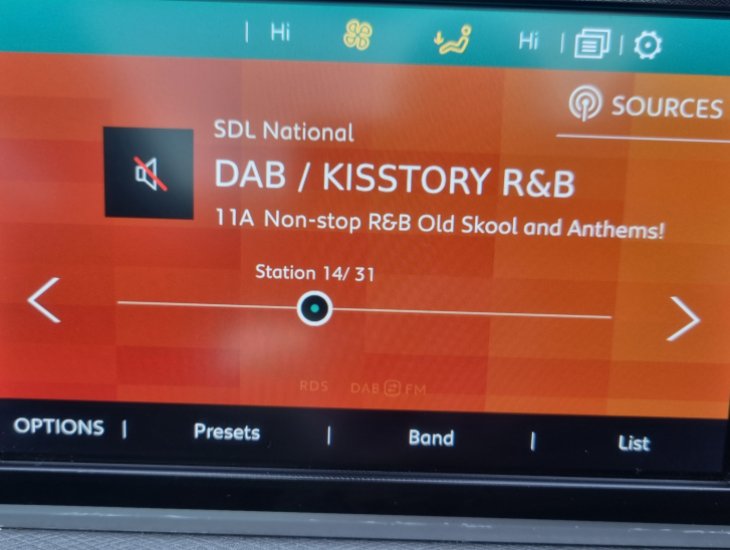 Hi Hi
SOURCES
SDL National
DAB / KISSTORY R&B
11A Non-stop R&B Old Skool and Anthems!
Station 14/ 31
RDS DAB FM
OPTIONS | Presets | Band | List